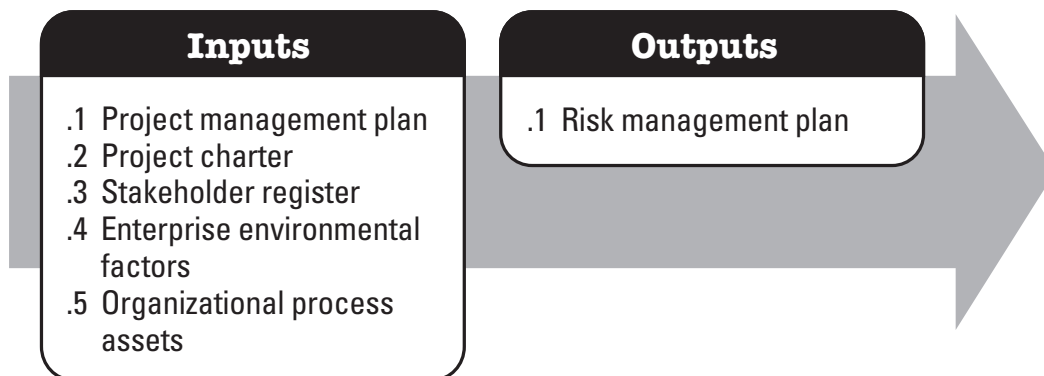 Inputs
.1 Project management plan
.2 Project charter
.3 Stakeholder register
.4 Enterprise environmental
factors
.5 Organizational process
assets
Outputs
.1 Risk management plan